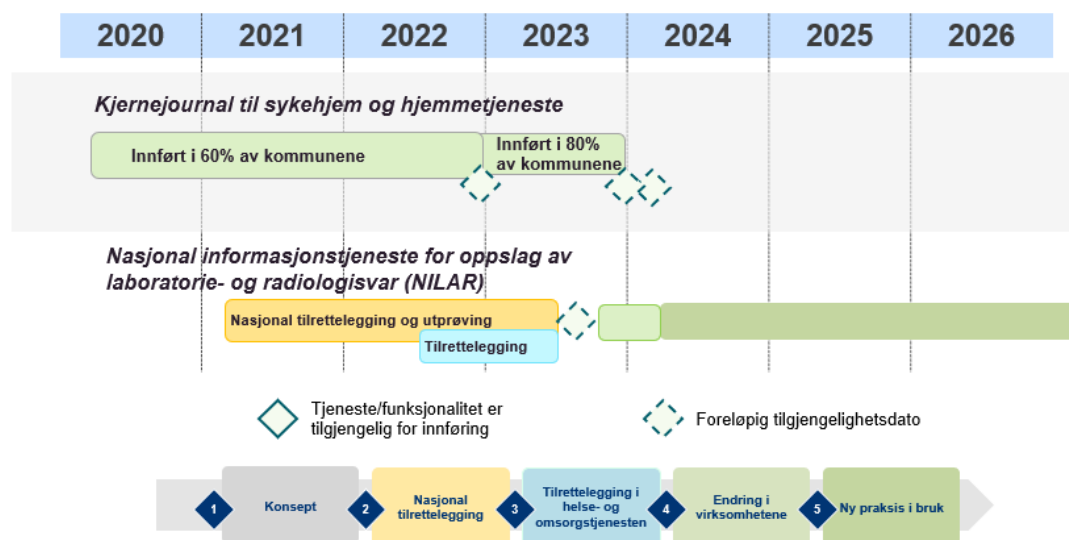 2020 2021 2022 2023 2024 2025 2026
Kjernejournal til sykehjem og hjemmetjeneste
Innført i 60% av kommunene
Innført i 80%
av kommunene
Nasjonal informasjonstjeneste for oppslag av
laboratorie- og radiologisvar (NILAR)
Nasjonal tilrettelegging og utprøving
Tilrettelegging
Tjeneste/funksjonalitet er
tilgjengelig for innføring
Foreløpig tilgjengelighetsdato
1
Konsept
2
Nasjonal
tilrettelegging
3
Tilrettelegging i
helse- og
omsorgstjenesten
4
Endring i
virksomhetene
5
Ny praksis i bruk